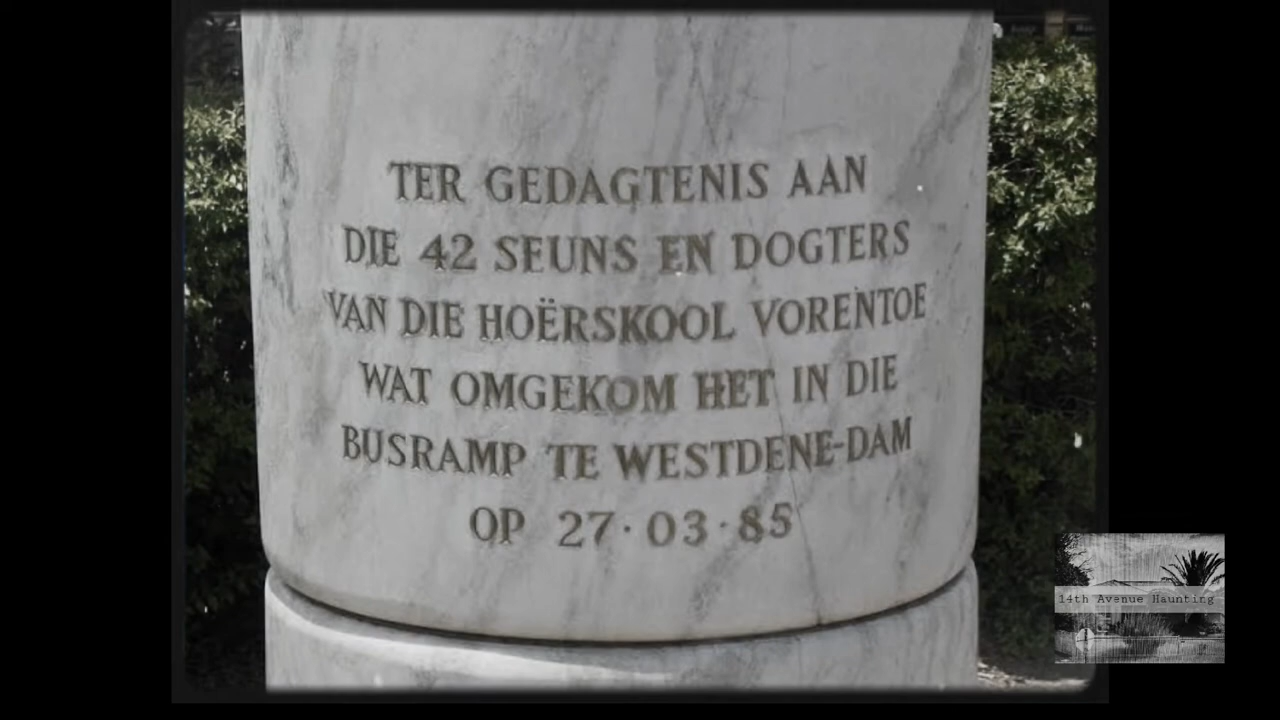 TER GEDAGTENIS AAN
DIE 42 SEUNS EN DOGTERS
VAN DIE HOËRSKOOL VORENTOE
WAT OMGEKOM HET IN DIE
BUSRAMP TE WESTDENE-DAM
OP 27·03·85
14th Avenue Haunting